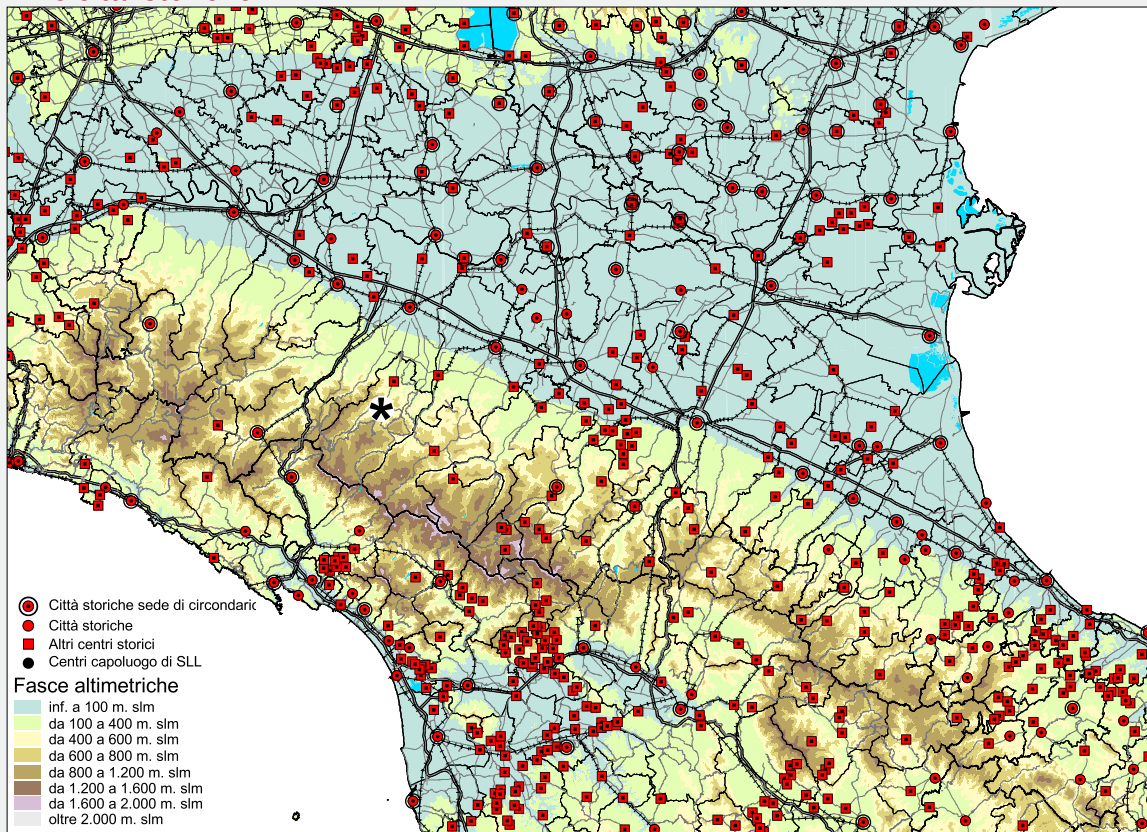 Città storiche sede di circondario
Città storiche
Altri centri storici
Centri capoluogo di SLL
Fasce altimetriche
inf. a 100 m. slm
da 100 a 400 m. slm
da 400 a 600 m. slm
da 600 a 800 m. slm
da 800 a 1.200 m. slm
da 1.200 a 1.600 m. slm
da 1.600 a 2.000 m. slm
oltre 2.000 m. slm
*